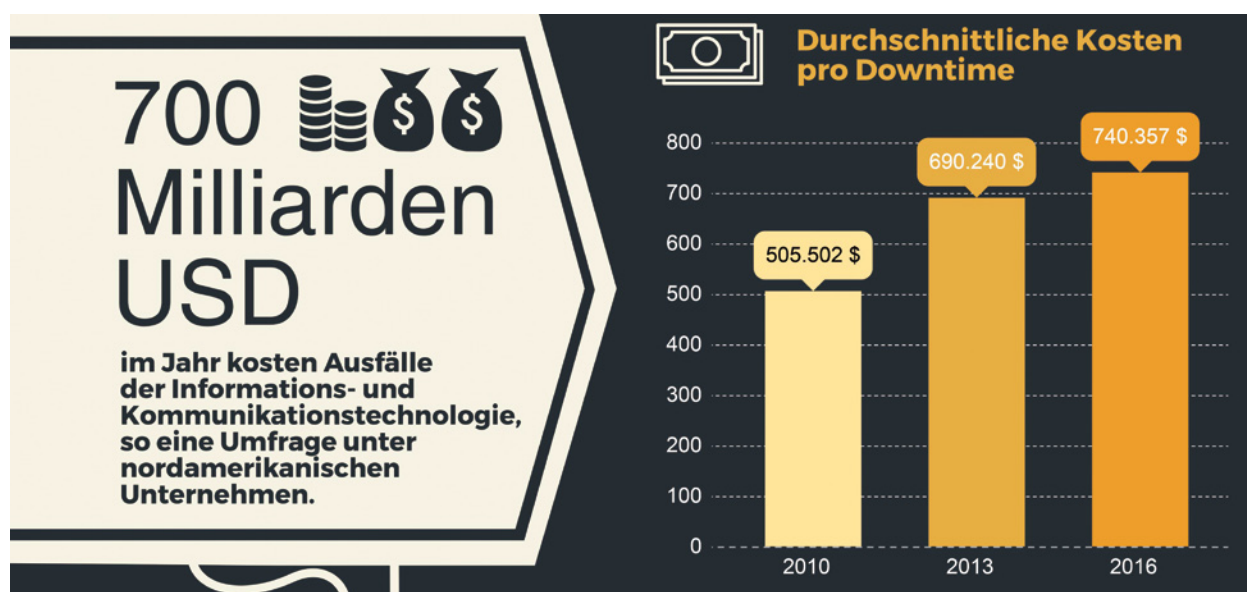 700
Milliarden
USD
im Jahr kosten Ausfälle
der Informations- und
Kommunikationstechnologie,
so eine Umfrage unter
nordamerikanischen
Unternehmen.
Durchschnittliche Kosten
pro Downtime
800
700
600
500
400
300
200
100
0
505.502 $
690.240 $
740.357 $
2010
2013
2016
$
$